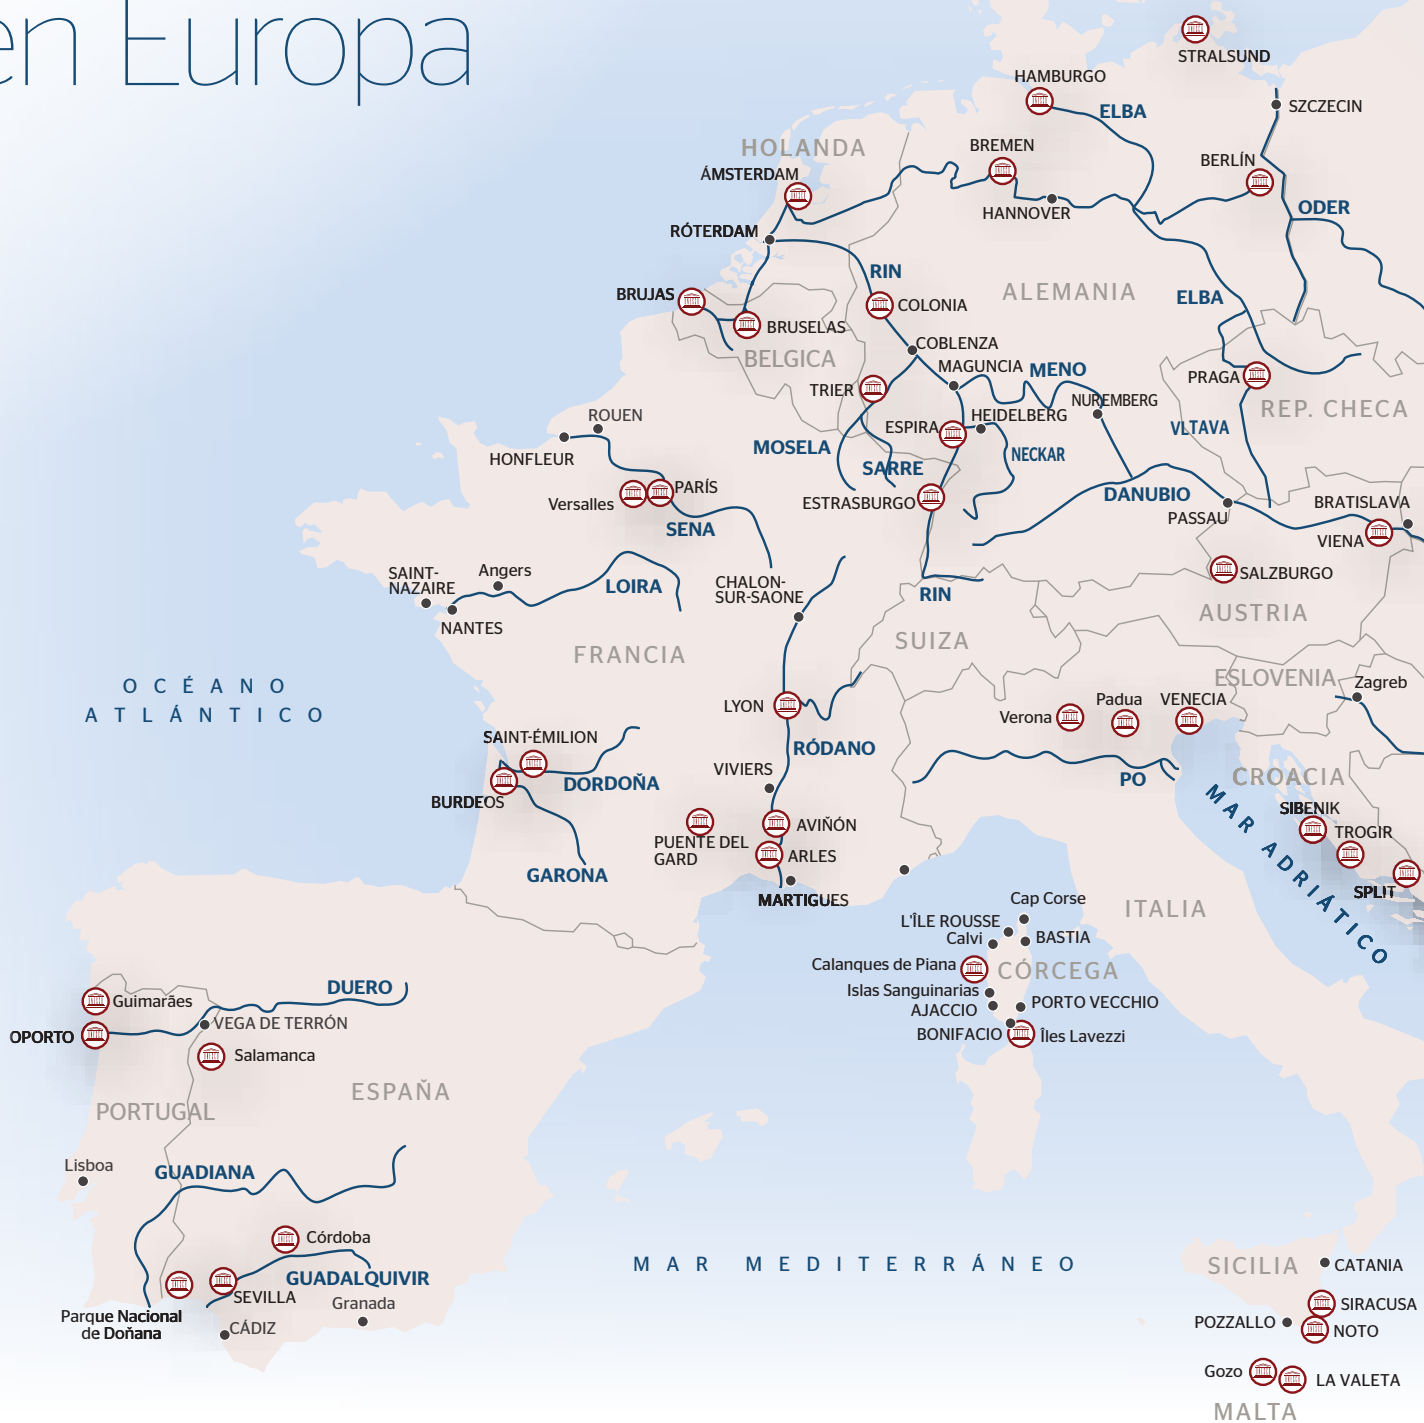 en Europa
STRALSUND
HAMBURGO
ELBA
SZCZECIN
HOLANDA
BREMEN
BERLÍN
ÁMSTERDAM
HANNOVER
ODER
RÓTERDAM
RIN
ALEMANIA
BRUJAS
COLONIA
ELBA
BRUSELAS
BELGICA
COBLENZA
MAGUNCIA
MENO
TRIER
PRAGA
NUREMBERG
REP. CHECA
ROUEN
ESPIRA
HEIDELBERG
VLTAVA
HONFLEUR
MOSELA
NECKAR
SARRE
PARÍS
Versalles
ESTRASBURGO
DANUBIO
BRATISLAVA
PASSAU
SENA
VIENA
SAINT-
NAZAIRE
Angers
LOIRA
CHALON-
SUR-SAONE
RIN
SALZBURGO
AUSTRIA
NANTES
FRANCIA
SUIZA
OCÉANO
ATLÁNTICO
ESLOVENIA
Zagreb
LYON
Verona
Padua
VENECIA
SAINT-ÉMILION
RÓDANO
VIVIERS
DORDOÑA
PO
CROACIA
BURDEOS
MAR ADRIÁTICO
SIBENIK
TROGIR
AVIÑÓN
PUENTE DEL
GARD
ARLES
GARONA
MARTIGUES
SPLIT
ITALIA
Cap Corse
L'ÎLE ROUSSE
Calvi
BASTIA
Calanques de Piana
CÓRCEGA
Islas Sanguinarias
AJACCIO
PORTO VECCHIO
BONIFACIO
Îles Lavezzi
DUERO
Guimarães
VEGA DE TERRÓN
OPORTO
Salamanca
ESPAÑA
PORTUGAL
Lisboa
GUADIANA
Córdoba
MAR MEDITERRÁNEO
GUADALQUIVIR
SEVILLA
Granada
Parque Nacional
de Doñana
CÁDIZ
SICILIA
CATANIA
SIRACUSA
POZZALLO
NOTO
Gozo
LA VALETA
MALTA